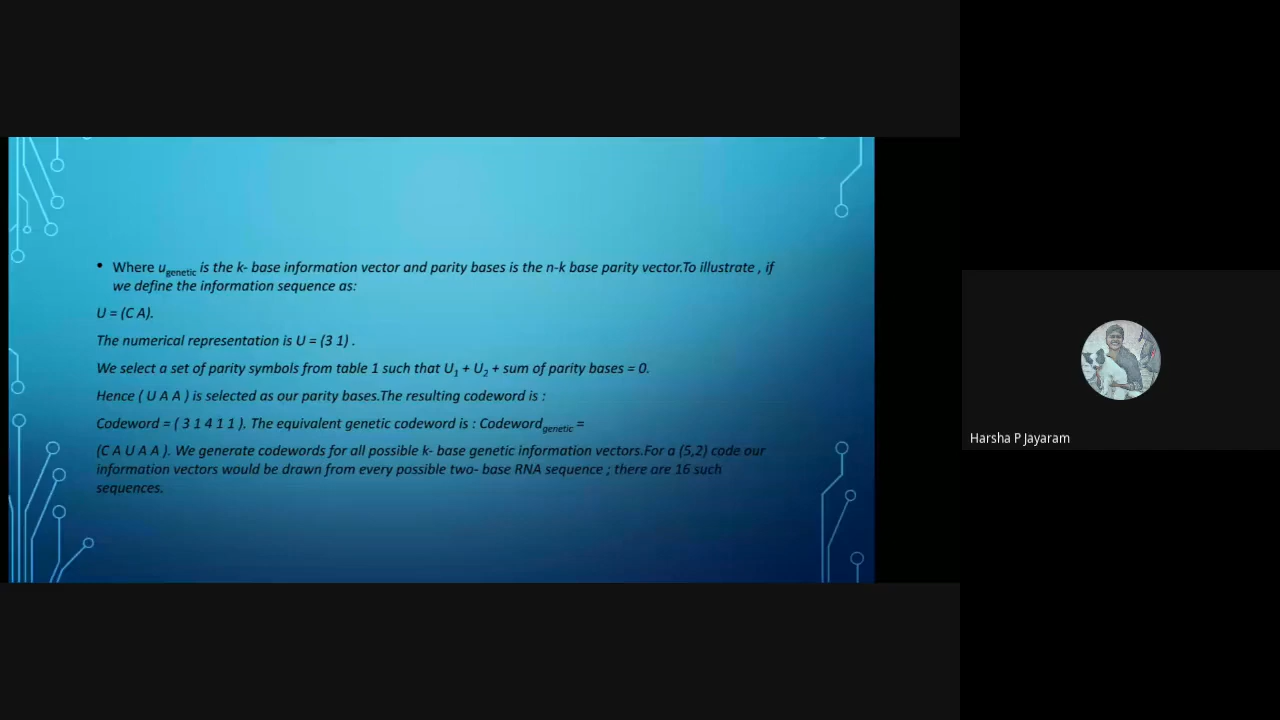 • Where ugenetic is the k- base information vector and parity bases is the n-k base parity vector.To illustrate , if
we define the information sequence as:
U = (C A).
The numerical representation is U = (3 1) .
We select a set of parity symbols from table 1 such that U1 + U2 + sum of parity bases = 0.
Hence ( U A A ) is selected as our parity bases.The resulting codeword is :
Codeword = ( 3 1 4 1 1 ). The equivalent genetic codeword is : Codewordgenetic =
(C A U A A ). We generate codewords for all possible k- base genetic information vectors.For a (5,2) code our
information vectors would be drawn from every possible two- base RNA sequence ; there are 16 such
sequences.
Harsha P Jayaram